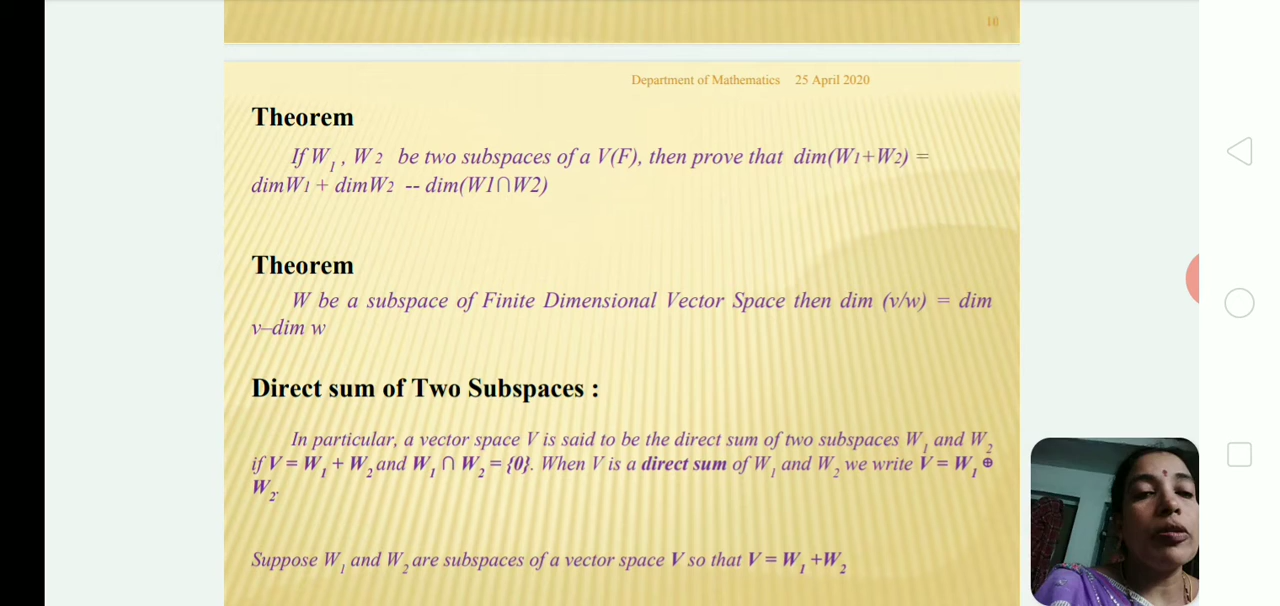 10
Department of Mathematics 25 April 2020
Theorem
If W1 , W2 be two subspaces of a V(F), then prove that dim(W1+W2) =
dimW1 + dimW2 -- dim(W1∩W2)
Theorem
W be a subspace of Finite Dimensional Vector Space then dim (v/w) = dim
v–dim w
Direct sum of Two Subspaces :
In particular, a vector space V is said to be the direct sum of two subspaces W1 and W2
if V = W1 + W2 and W1 ∩ W2 = {0}. When V is a direct sum of W1 and W2 we write V = W1 ⊕
W2.
Suppose W1 and W2 are subspaces of a vector space V so that V = W1 +W2